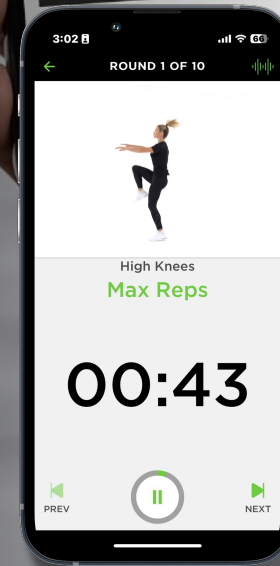 3:02
66
ROUND 1 OF 10
High Knees
Max Reps
00:43
PREV
NEXT